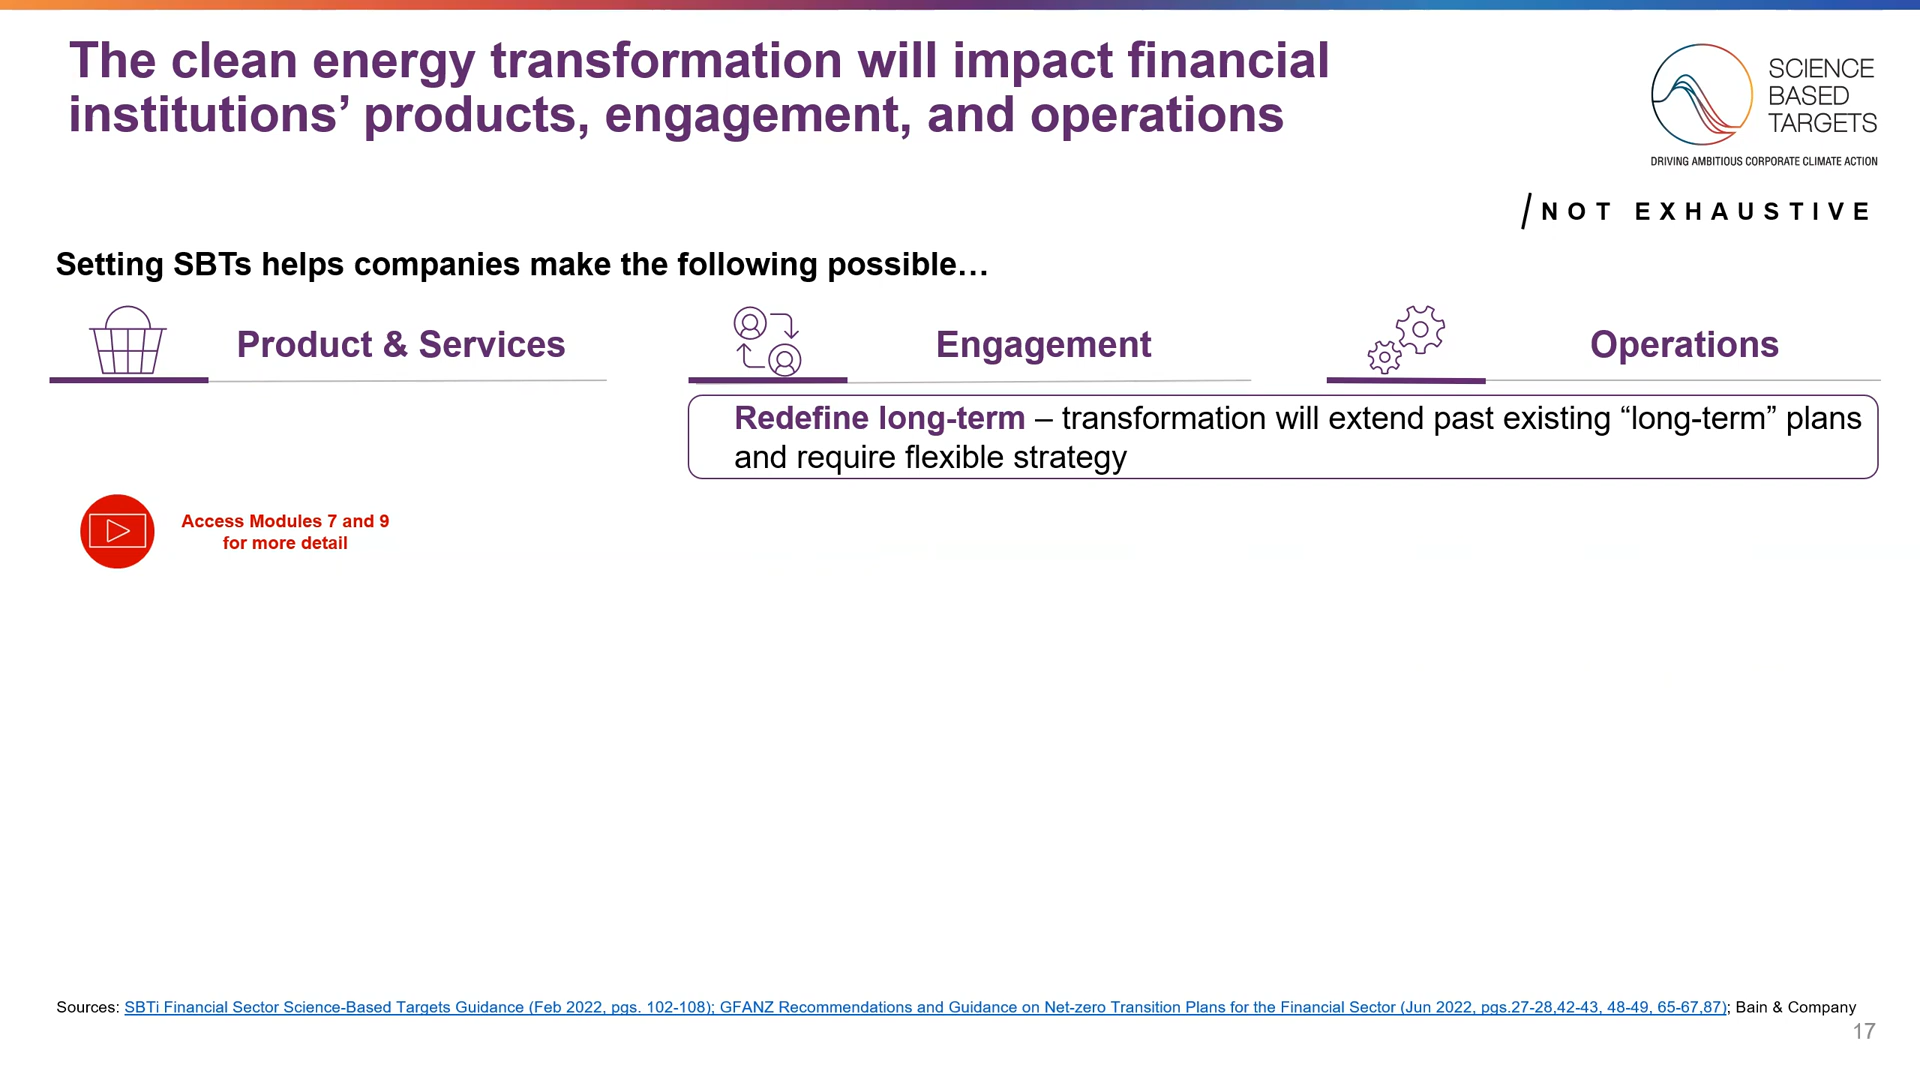 The clean energy transformation will impact financial
institutions’ products, engagement, and operations
SCIENCE
BASED
TARGETS
DRIVING AMBITIOUS CORPORATE CLIMATE ACTION
NOT EXHAUSTIVE
Setting SBTs helps companies make the following possible…
Product & Services
Engagement
Operations
Redefine long-term – transformation will extend past existing “long-term” plans
and require flexible strategy
Access Modules 7 and 9
for more detail
Sources: SBTi Financial Sector Science-Based Targets Guidance (Feb 2022, pgs. 102-108); GFANZ Recommendations and Guidance on Net-zero Transition Plans for the Financial Sector (Jun 2022, pgs.27-28,42-43, 48-49, 65-67,87); Bain & Company
17